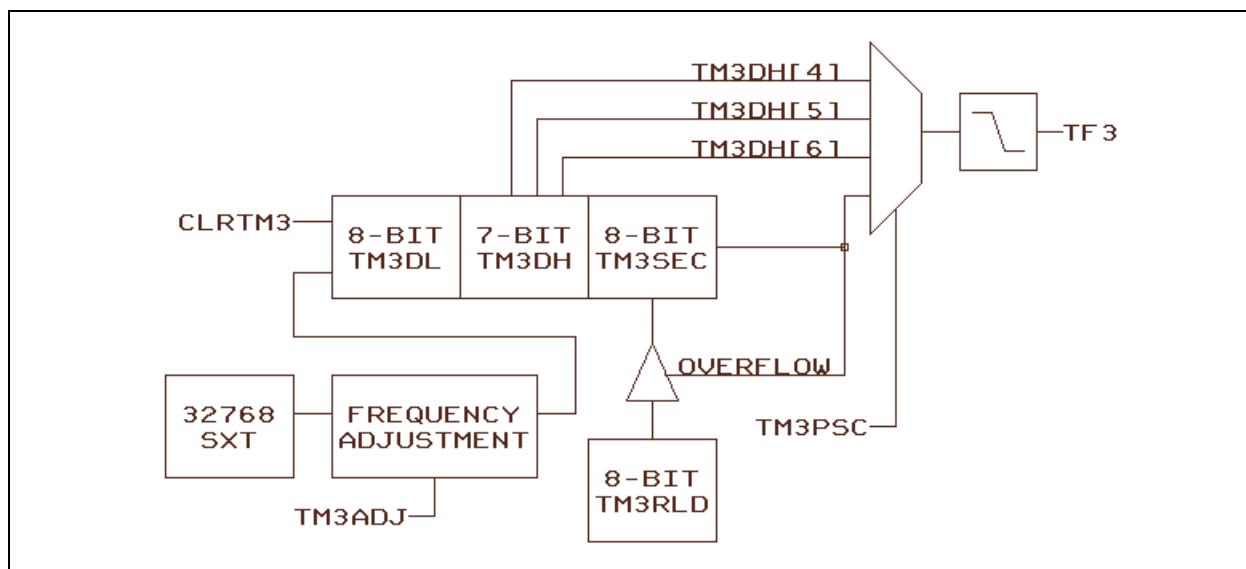 TM3DH[4]
TM3DH[5]
TM3DH[6]
TF3
CLRTM3
8-BIT
TM3DL
7-BIT
TM3DH
8-BIT
TM3SEC
OVERFLOW
32768
SXT
FREQUENCY
ADJUSTMENT
TM3PSC
8-BIT
TM3RLD
TM3ADJ